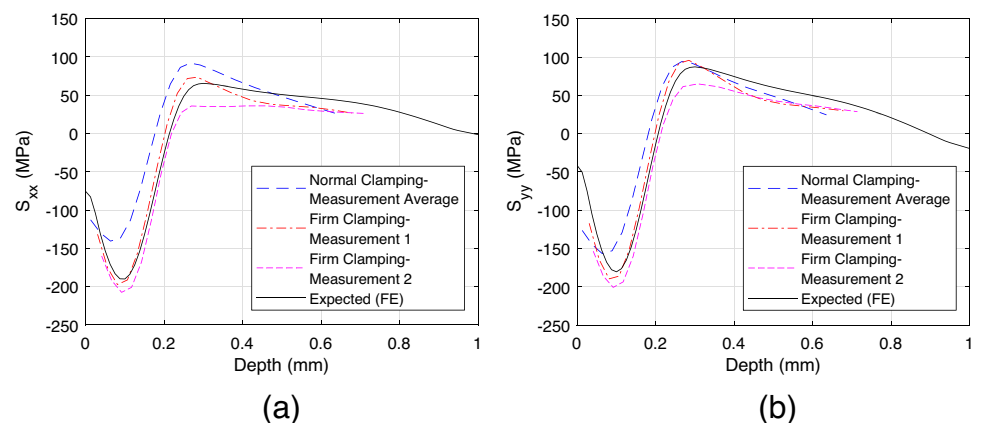 150
100
50
0
-50
-100
-150
-200
-250
S_xx (MPa)
0
0.2
0.4
0.6
0.8
1
Depth (mm)
Normal Clamping-
Measurement Average
Firm Clamping-
Measurement 1
Firm Clamping-
Measurement 2
Expected (FE)
(a)
150
100
50
0
-50
-100
-150
-200
-250
S_yy (MPa)
0
0.2
0.4
0.6
0.8
1
Depth (mm)
Normal Clamping-
Measurement Average
Firm Clamping-
Measurement 1
Firm Clamping-
Measurement 2
Expected (FE)
(b)